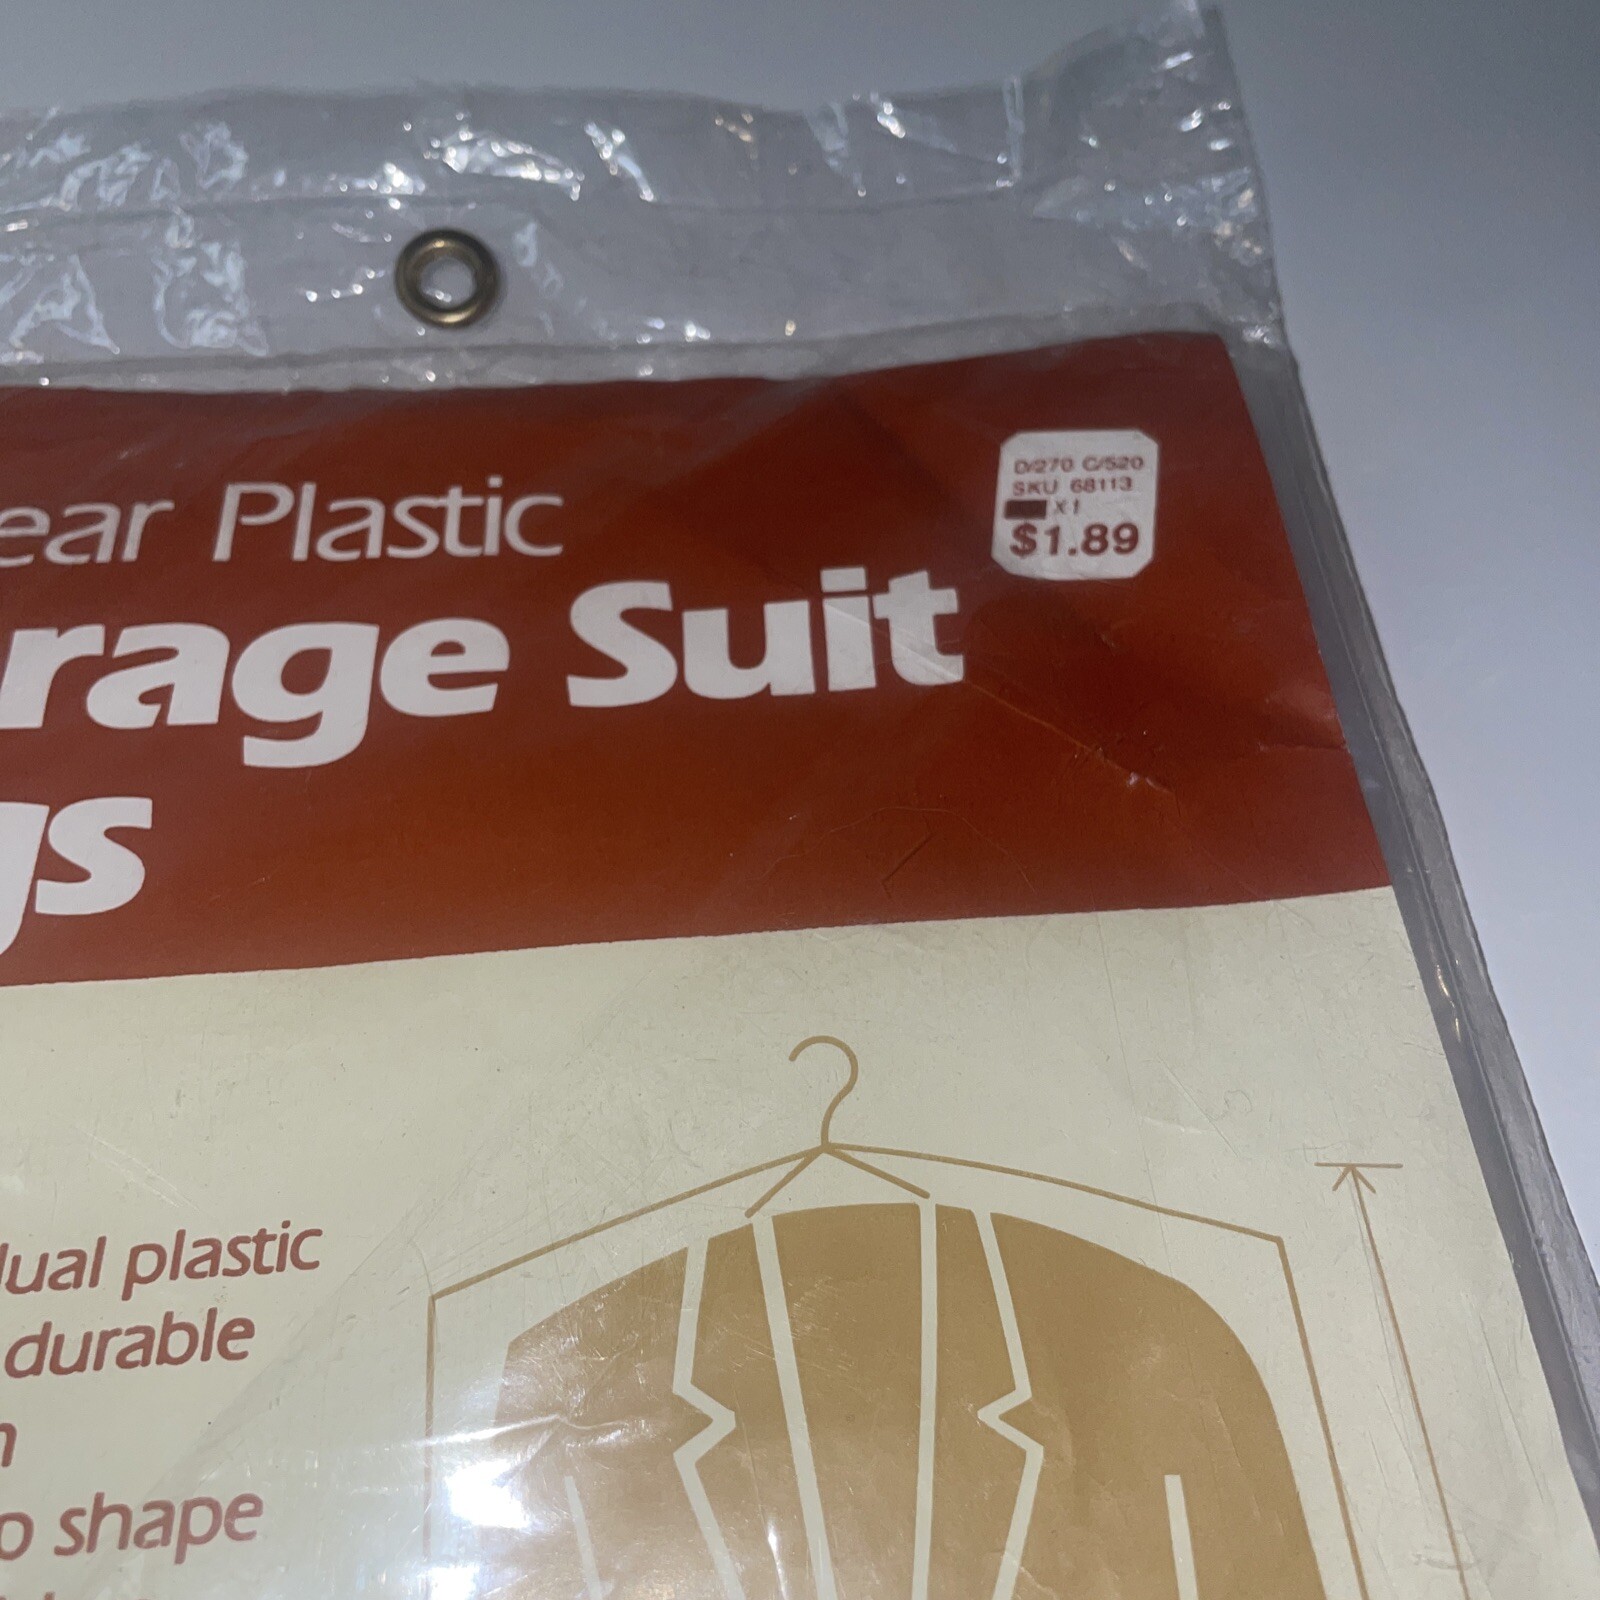 ear Plastic
rage Suit
gs
D/270 C/520
SKU 68113
X1
$1.89
dual plastic
durable
n
o shape